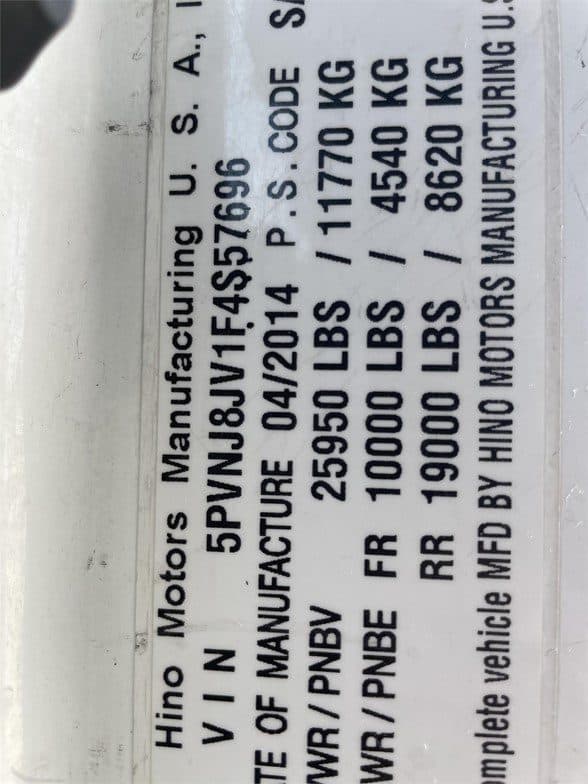 Hino Motors Manufacturing U. S. A.,
VIN 5PVNJ8JV1F4S57696
TE OF MANUFACTURE 04/2014 P.S.CODE
WR / PNBV 25950 LBS / 11770 KG
WR / PNBE FR 10000 LBS / 4540 KG
RR 19000 LBS / 8620 KG
mplete vehicle MFD BY HINO MOTORS MANUFACTURING U.S